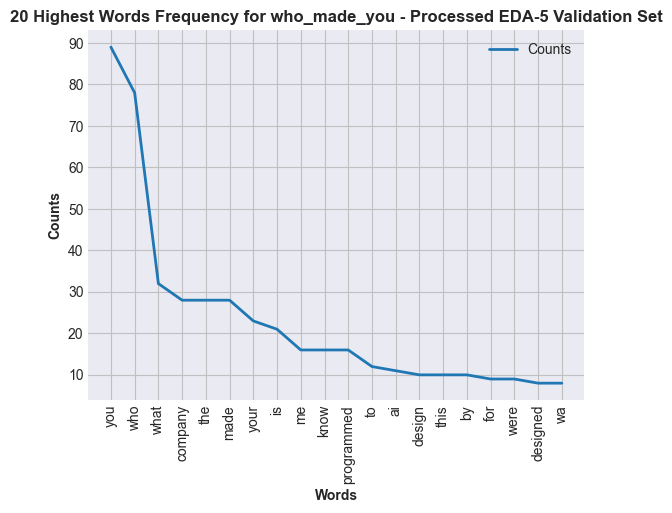 20 Highest Words Frequency for who_made_you - Processed EDA-5 Validation Set
Counts
90
80
70
60
50
40
30
20
10
Counts
you
who
what
company
the
made
your
is
me
know
programmed
to
ai
design
this
by
for
were
designed
wa
Words